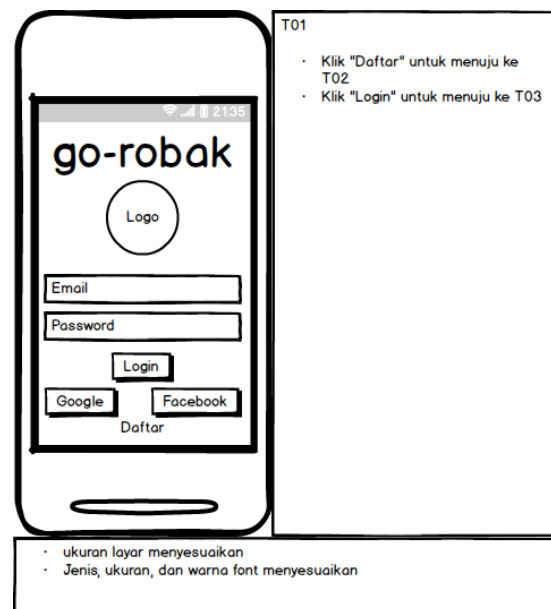 21:35
go-robak
Logo
Email
Password
Login
Google Facebook
Daftar
T01
· Klik "Daftar" untuk menuju ke
T02
· Klik "Login" untuk menuju ke T03
· ukuran layar menyesuaikan
· Jenis, ukuran, dan warna font menyesuaikan